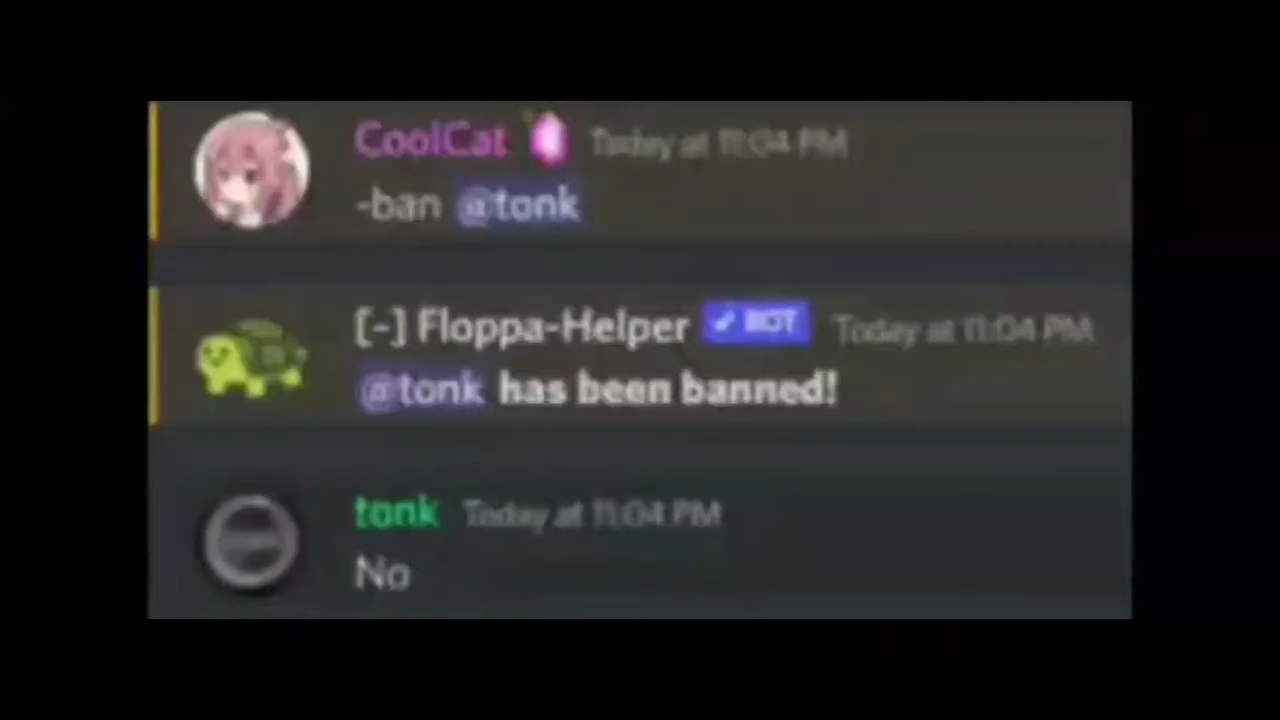 CoolCat Today at 11:04 PM
-ban @tonk
[-] Floppa-Helper ✓ BOT Today at 11:04 PM
@tonk has been banned!
tonk Today at 11:04 PM
No